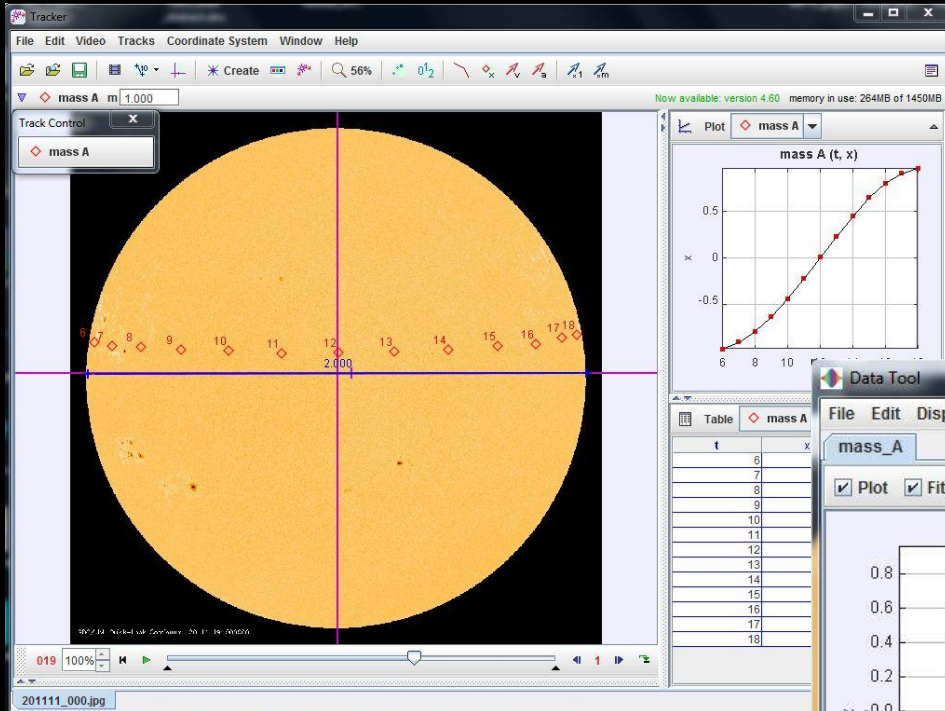 Tracker
File Edit Video Tracks Coordinate System Window Help
Create 56%
mass A m 1.000 Now available: version 4.60 memory in use: 264MB of 1450MB
Track Control x
mass A
Plot mass A
mass A (t, x)
0.5
x 0
-0.5
6 8 10
6 7 8 9 10 11 12 13 14 15 16 17 18
2.000
Table mass A
t x
6
7
8
9
10
11
12
13
14
15
16
17
18
019 100% 1
201111_000.jpg
Data Tool
File Edit Disp
mass_A
Plot Fit
0.8
0.6
0.4
0.2
0.0